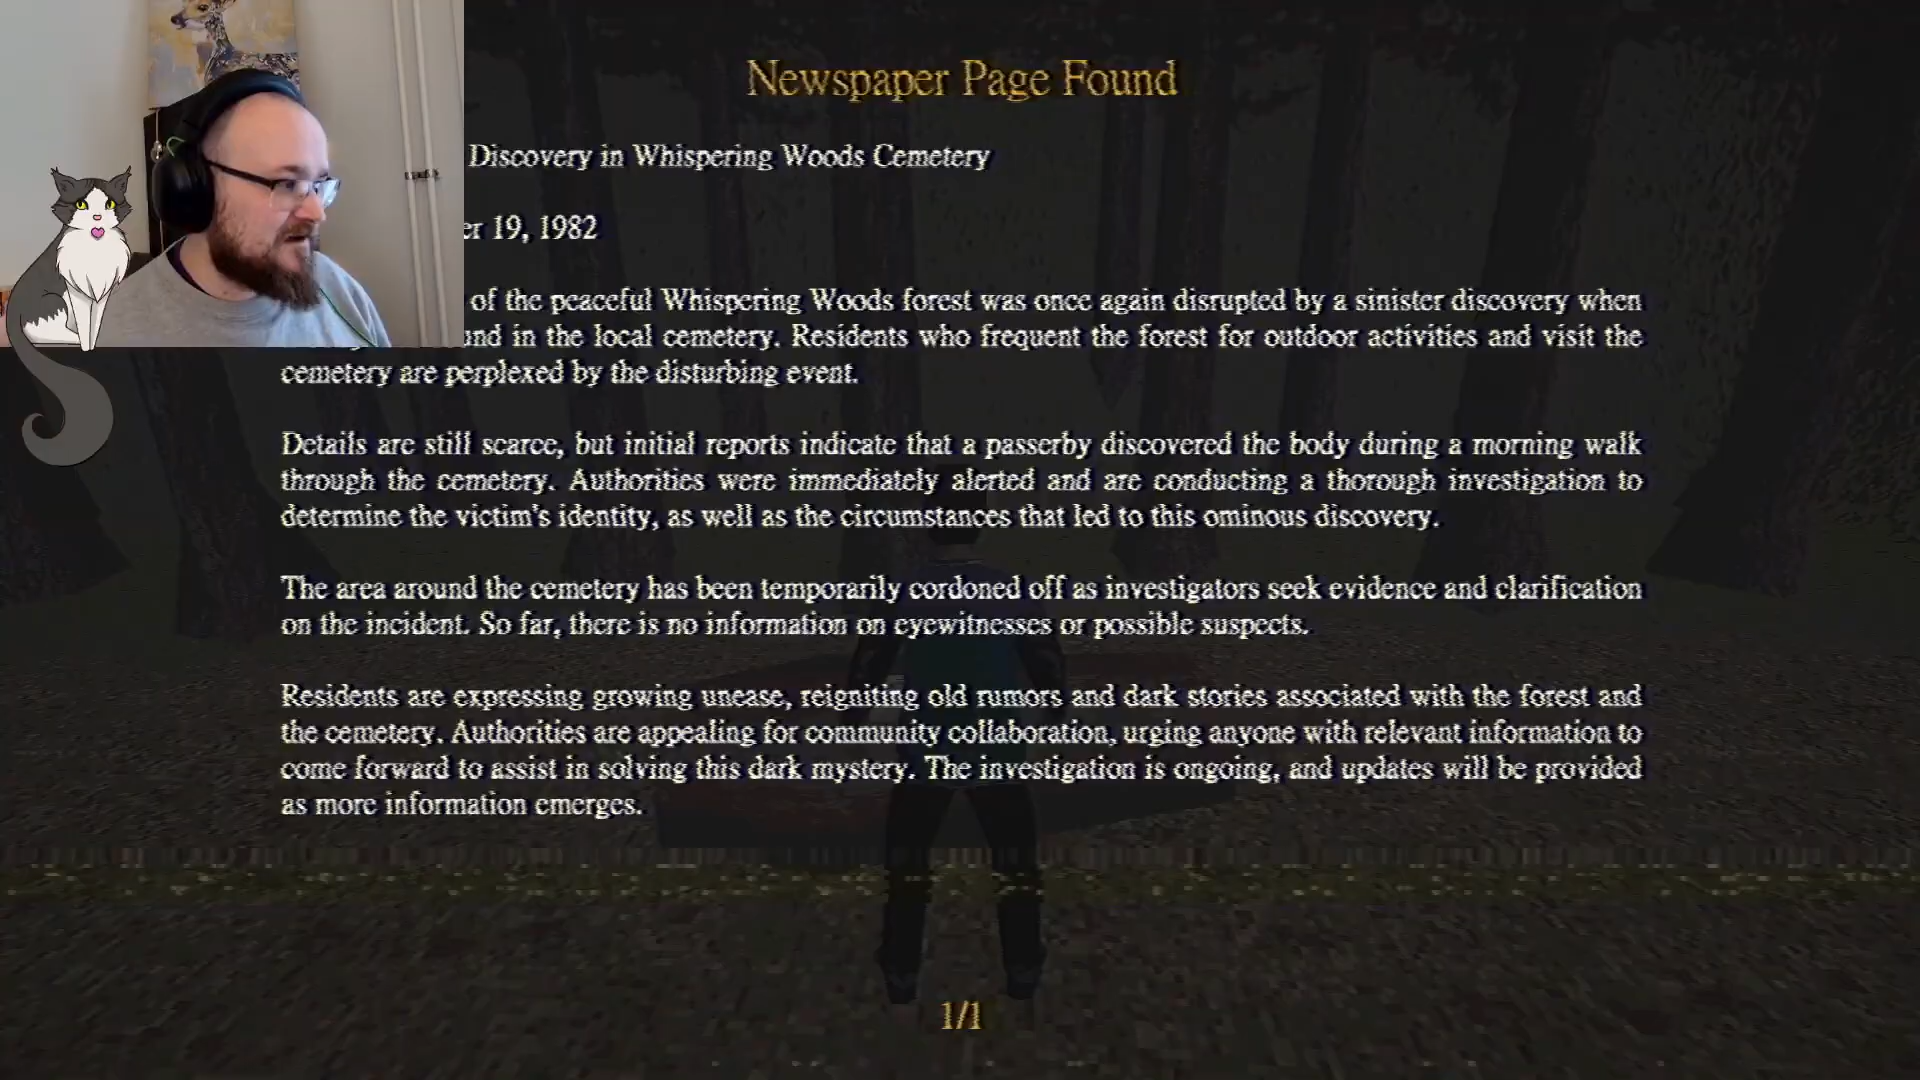 Newspaper Page Found
Discovery in Whispering Woods Cemetery
er 19, 1982
of the peaceful Whispering Woods forest was once again disrupted by a sinister discovery when
und in the local cemetery. Residents who frequent the forest for outdoor activities and visit the
cemetery are perplexed by the disturbing event.
Details are still scarce, but initial reports indicate that a passerby discovered the body during a morning walk
through the cemetery. Authorities were immediately alerted and are conducting a thorough investigation to
determine the victim's identity, as well as the circumstances that led to this ominous discovery.
The area around the cemetery has been temporarily cordoned off as investigators seek evidence and clarification
on the incident. So far, there is no information on eyewitnesses or possible suspects.
Residents are expressing growing unease, reigniting old rumors and dark stories associated with the forest and
the cemetery. Authorities are appealing for community collaboration, urging anyone with relevant information to
come forward to assist in solving this dark mystery. The investigation is ongoing, and updates will be provided
as more information emerges.
1/1